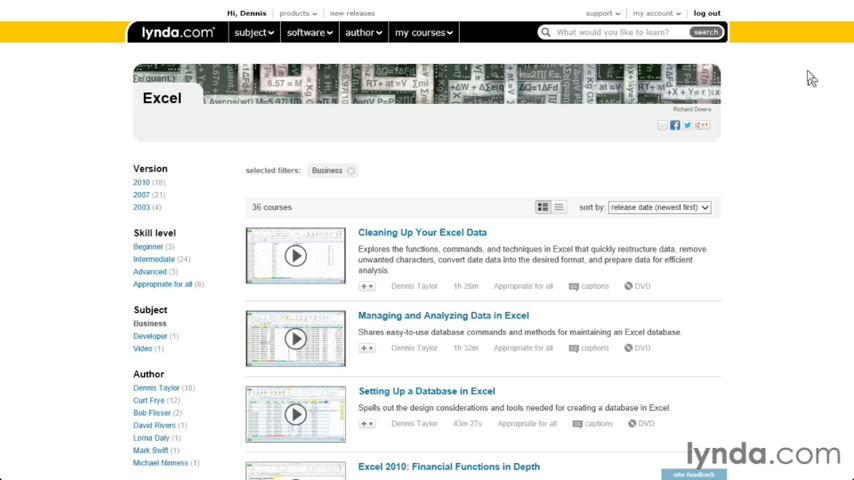 Hi, Dennis products new releases support my account log out
lynda.com subject software author my courses What would you like to learn? search
Excel
Richard Downs
selected filters: Business
36 courses sort by: release date (newest first)
Version
2010 (18)
2007 (21)
2003 (4)
Skill level
Beginner (3)
Intermediate (24)
Advanced (3)
Appropriate for all (6)
Subject
Business
Developer (1)
Video (1)
Author
Dennis Taylor (18)
Curt Frye (12)
Bob Flisser (2)
David Rivers (1)
Lorna Daly (1)
Mark Swift (1)
Michael Ninness (1)
Cleaning Up Your Excel Data
Explores the functions, commands, and techniques in Excel that quickly restructure data, remove
unwanted characters, convert date data into the desired format, and prepare data for efficient
analysis.
Dennis Taylor 1h 26m Appropriate for all captions DVD
Managing and Analyzing Data in Excel
Shares easy-to-use database commands and methods for maintaining an Excel database.
Dennis Taylor 1h 32m Appropriate for all captions DVD
Setting Up a Database in Excel
Spells out the design considerations and tools needed for creating a database in Excel.
Dennis Taylor 43m 27s Appropriate for all captions DVD
Excel 2010: Financial Functions in Depth
lynda.com
site feedback